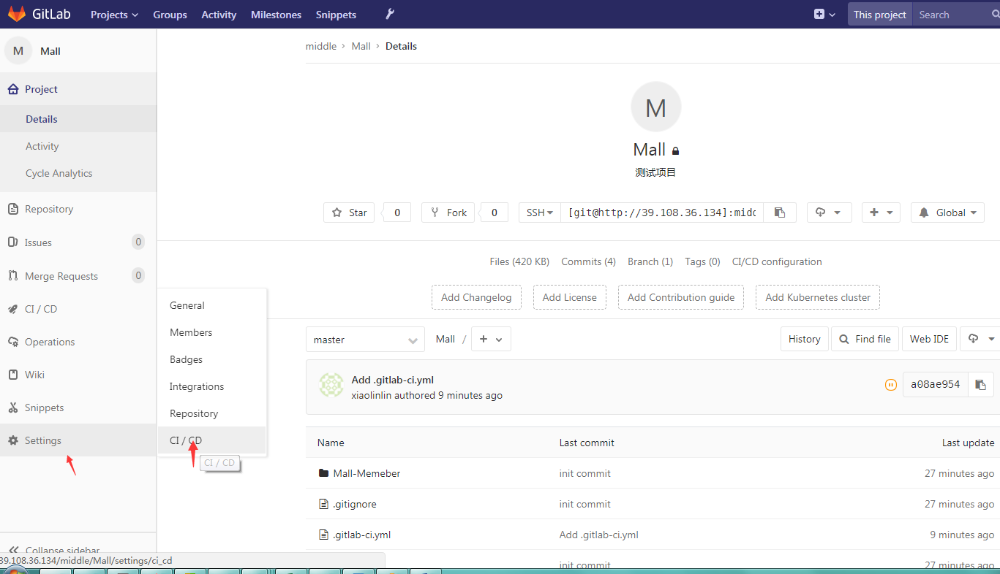 GitLab Projects Groups Activity Milestones Snippets This project Search
M Mall
middle › Mall › Details
Project
Details
Activity
Cycle Analytics
Repository
Issues 0
Merge Requests 0
CI / CD
Operations
Wiki
Snippets
Settings
Collapse sidebar
General
Members
Badges
Integrations
Repository
CI / CD
CI / CD
M
Mall
测试项目
Star 0 Fork 0 SSH [git@http://39.108.36.134]:midd Global
Files (420 KB) Commits (4) Branch (1) Tags (0) CI/CD configuration
Add Changelog Add License Add Contribution guide Add Kubernetes cluster
master Mall / + History Find file Web IDE
Add .gitlab-ci.yml
xiaolinlin authored 9 minutes ago
a08ae954
Name Last commit Last update
Mall-Memeber init commit 27 minutes ago
.gitignore init commit 27 minutes ago
.gitlab-ci.yml Add .gitlab-ci.yml 9 minutes ago
init commit 27 minutes ago
39.108.36.134/middle/Mall/settings/ci_cd